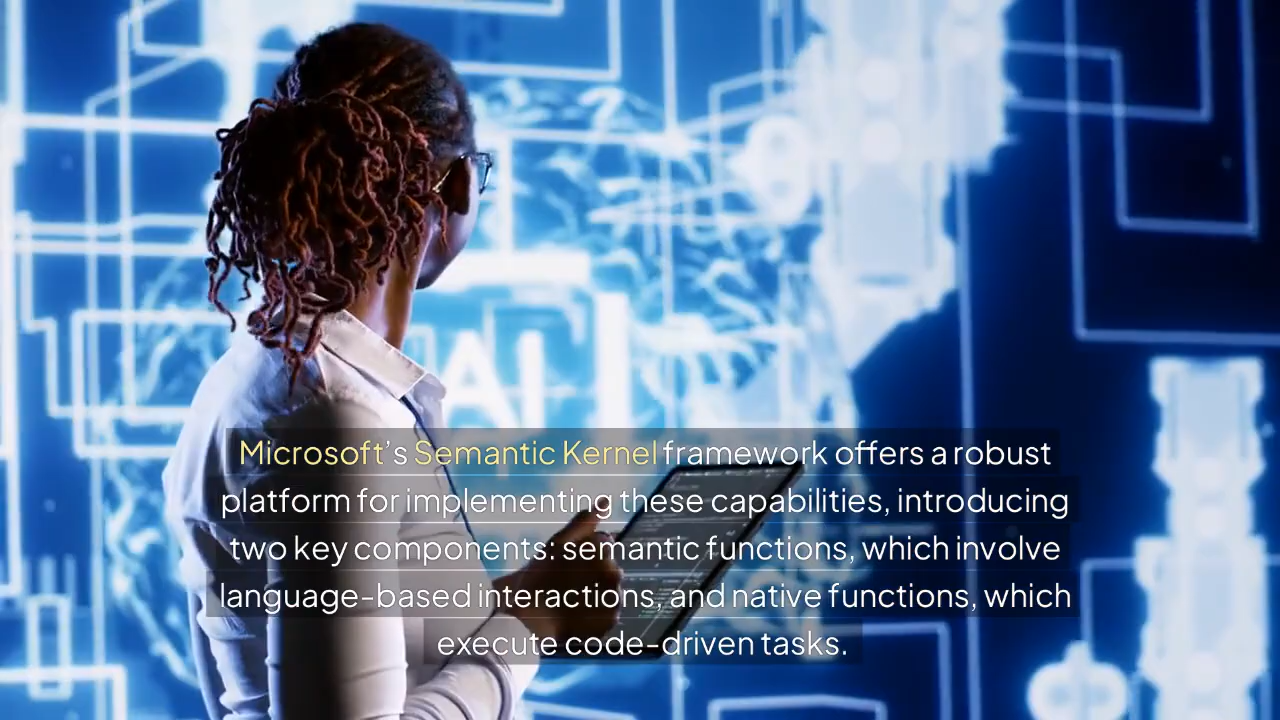 AI
Microsoft's Semantic Kernel framework offers a robust
platform for implementing these capabilities, introducing
two key components: semantic functions, which involve
language-based interactions, and native functions, which
execute code-driven tasks.